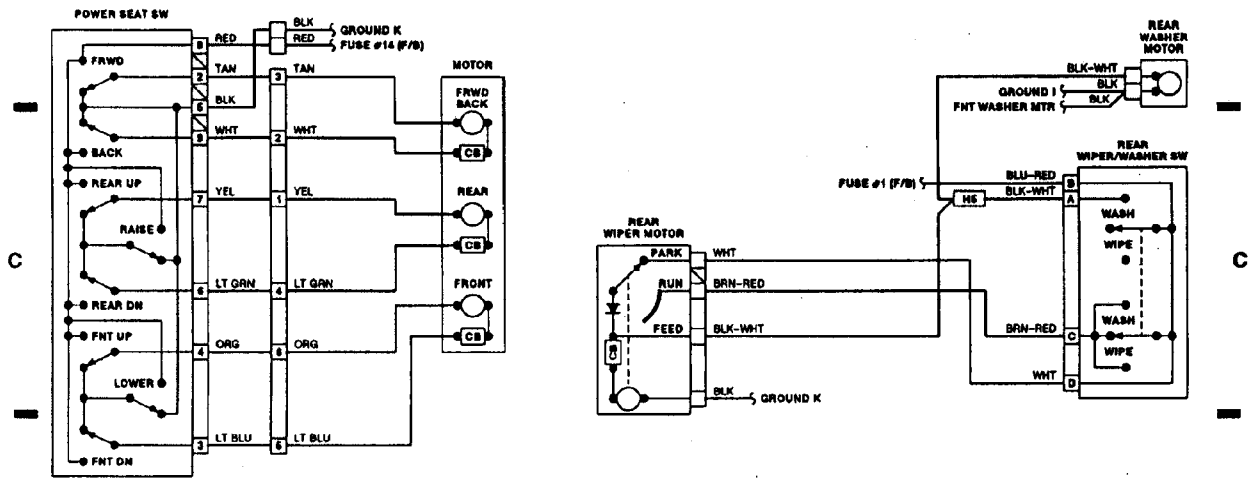 POWER SEAT SW
BLK
GROUND K
RED
RED
FUSE #14 (F/B)
FRWD
2
TAN
3
TAN
MOTOR
FRWD
BACK
5
BLK
9
WHT
2
WHT
CB
BACK
REAR UP
7
YEL
1
YEL
REAR
RAISE
CB
6
LT GRN
4
LT GRN
REAR DN
FRONT
FNT UP
4
ORG
6
ORG
CB
LOWER
3
LT BLU
5
LT BLU
FNT DN
C
REAR
WASHER
MOTOR
BLK-WHT
GROUND I
BLK
FNT WASHER MTR
BLK
REAR
WIPER/WASHER SW
FUSE #1 (F/B)
BLU-RED
B
H5
BLK-WHT
A
WASH
WIPE
REAR
WIPER MOTOR
PARK
WHT
RUN
BRN-RED
FEED
BLK-WHT
CB
BLK
GROUND K
WASH
BRN-RED
C
WIPE
WHT
D
C